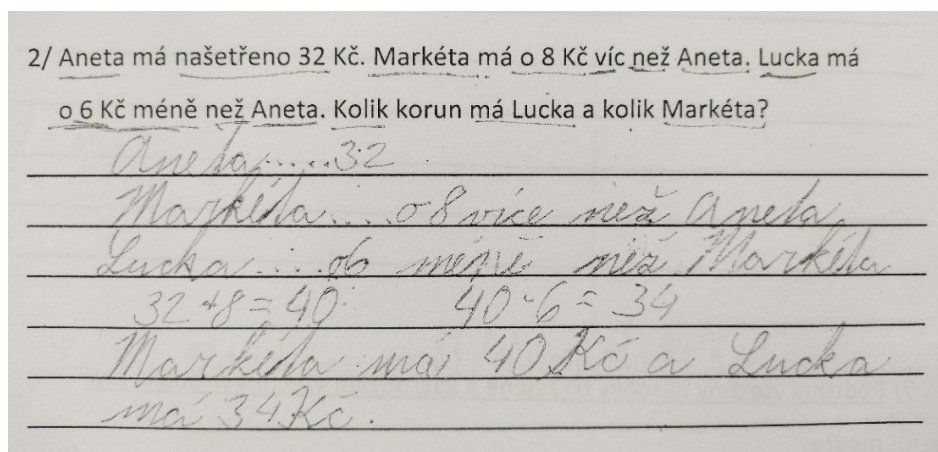 2/ Aneta má našetřeno 32 Kč. Markéta má o 8 Kč víc než Aneta. Lucka má
o 6 Kč méně než Aneta. Kolik korun má Lucka a kolik Markéta?
Aneta.....32
Markéta....o 8 více než Aneta.
Lucka.....o6 méně než Markéta
32+8=40 40-6=34
Markéta má 40 Kč a Lucka
má 34 Kč.